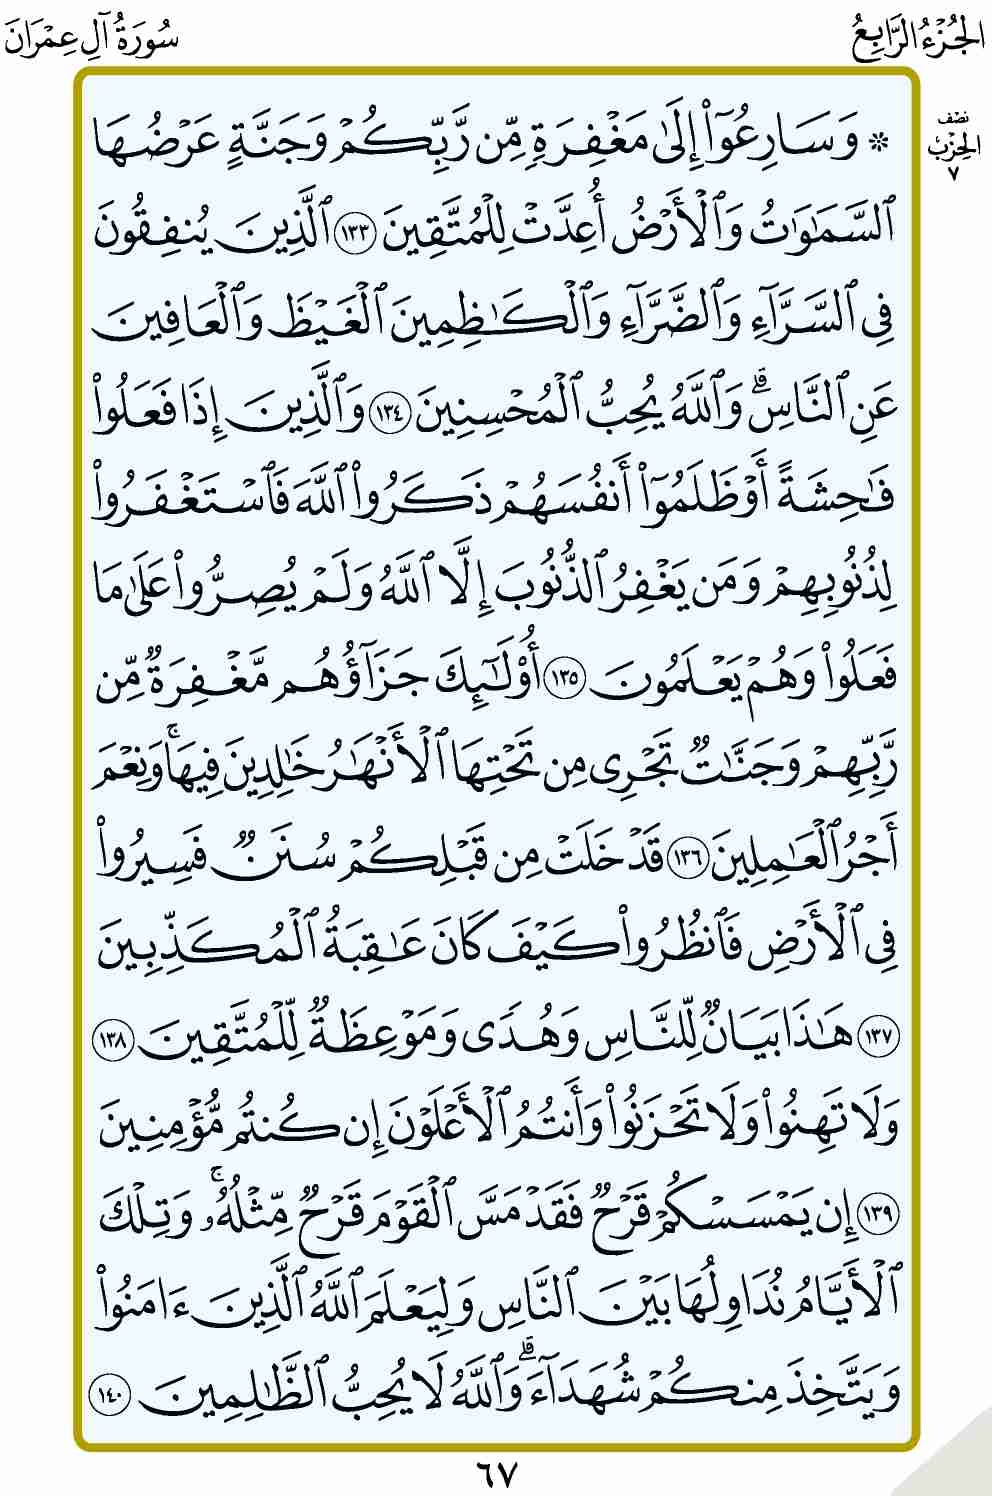 الجُزْءُ الرَّابِعُ
سُورَةُ آلِ عِمْرَانَ
نصف
الحِزْب
٧
۞ وَسَارِعُوٓا۟ إِلَىٰ مَغْفِرَةٍ مِّن رَّبِّكُمْ وَجَنَّةٍ عَرْضُهَا
ٱلسَّمَـٰوَٰتُ وَٱلْأَرْضُ أُعِدَّتْ لِلْمُتَّقِينَ ١٣٣ ٱلَّذِينَ يُنفِقُونَ
فِى ٱلسَّرَّآءِ وَٱلضَّرَّآءِ وَٱلْكَـٰظِمِينَ ٱلْغَيْظَ وَٱلْعَافِينَ
عَنِ ٱلنَّاسِ ۗ وَٱللَّهُ يُحِبُّ ٱلْمُحْسِنِينَ ١٣٤ وَٱلَّذِينَ إِذَا فَعَلُوا۟
فَـٰحِشَةً أَوْ ظَلَمُوٓا۟ أَنفُسَهُمْ ذَكَرُوا۟ ٱللَّهَ فَٱسْتَغْفَرُوا۟
لِذُنُوبِهِمْ وَمَن يَغْفِرُ ٱلذُّنُوبَ إِلَّا ٱللَّهُ وَلَمْ يُصِرُّوا۟ عَلَىٰ مَا
فَعَلُوا۟ وَهُمْ يَعْلَمُونَ ١٣٥ أُو۟لَـٰٓئِكَ جَزَآؤُهُم مَّغْفِرَةٌ مِّن
رَّبِّهِمْ وَجَنَّـٰتٌ تَجْرِى مِن تَحْتِهَا ٱلْأَنْهَـٰرُ خَـٰلِدِينَ فِيهَا ۚ وَنِعْمَ
أَجْرُ ٱلْعَـٰمِلِينَ ١٣٦ قَدْ خَلَتْ مِن قَبْلِكُمْ سُنَنٌ فَسِيرُوا۟
فِى ٱلْأَرْضِ فَٱنظُرُوا۟ كَيْفَ كَانَ عَـٰقِبَةُ ٱلْمُكَذِّبِينَ
١٣٧ هَـٰذَا بَيَانٌ لِّلنَّاسِ وَهُدًى وَمَوْعِظَةٌ لِّلْمُتَّقِينَ ١٣٨
وَلَا تَهِنُوا۟ وَلَا تَحْزَنُوا۟ وَأَنتُمُ ٱلْأَعْلَوْنَ إِن كُنتُم مُّؤْمِنِينَ
١٣٩ إِن يَمْسَسْكُمْ قَرْحٌ فَقَدْ مَسَّ ٱلْقَوْمَ قَرْحٌ مِّثْلُهُۥ ۚ وَتِلْكَ
ٱلْأَيَّامُ نُدَاوِلُهَا بَيْنَ ٱلنَّاسِ وَلِيَعْلَمَ ٱللَّهُ ٱلَّذِينَ ءَامَنُوا۟
وَيَتَّخِذَ مِنكُمْ شُهَدَآءَ ۗ وَٱللَّهُ لَا يُحِبُّ ٱلظَّـٰلِمِينَ ١٤٠
٦٧